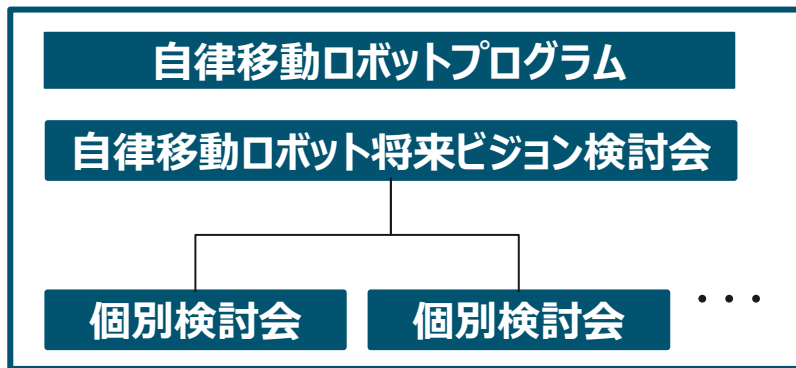 自律移動ロボットプログラム
自律移動ロボット将来ビジョン検討会
個別検討会
個別検討会
・・・